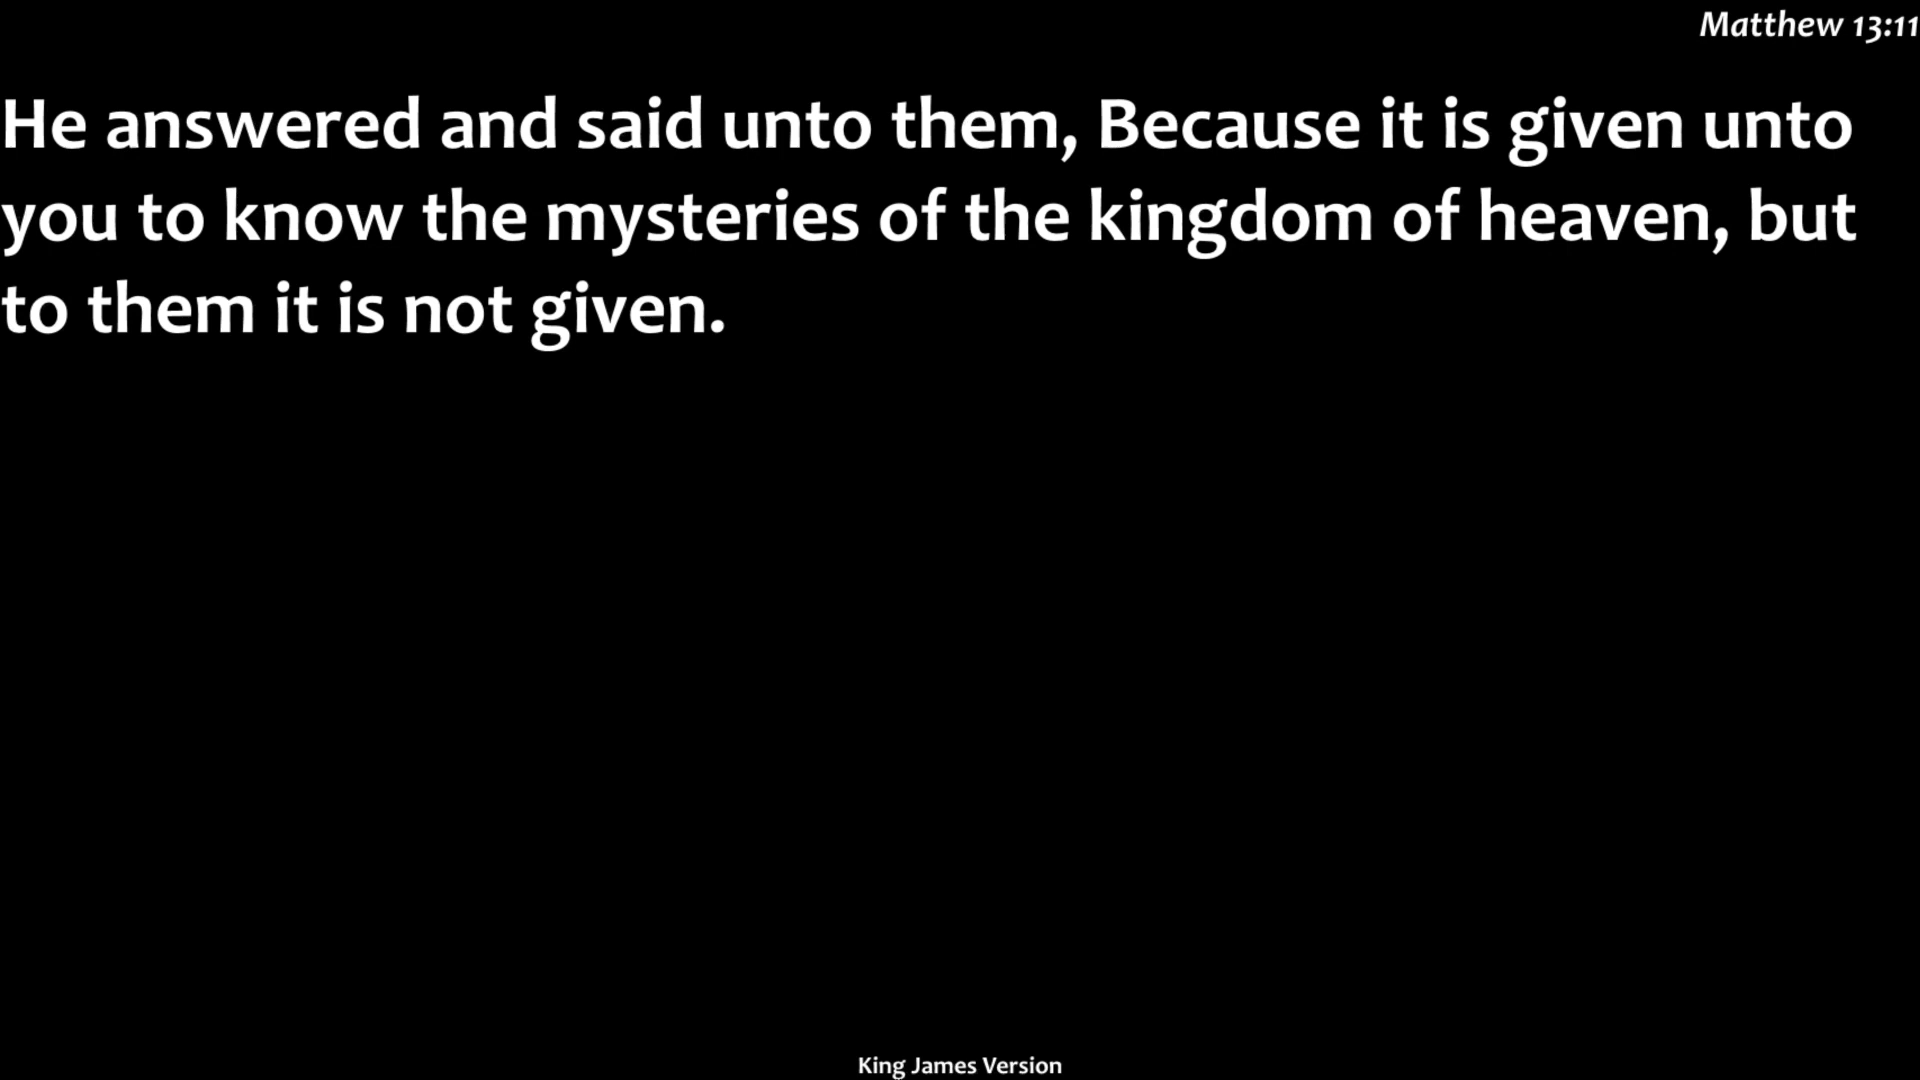 Matthew 13:11
He answered and said unto them, Because it is given unto
you to know the mysteries of the kingdom of heaven, but
to them it is not given.
King James Version